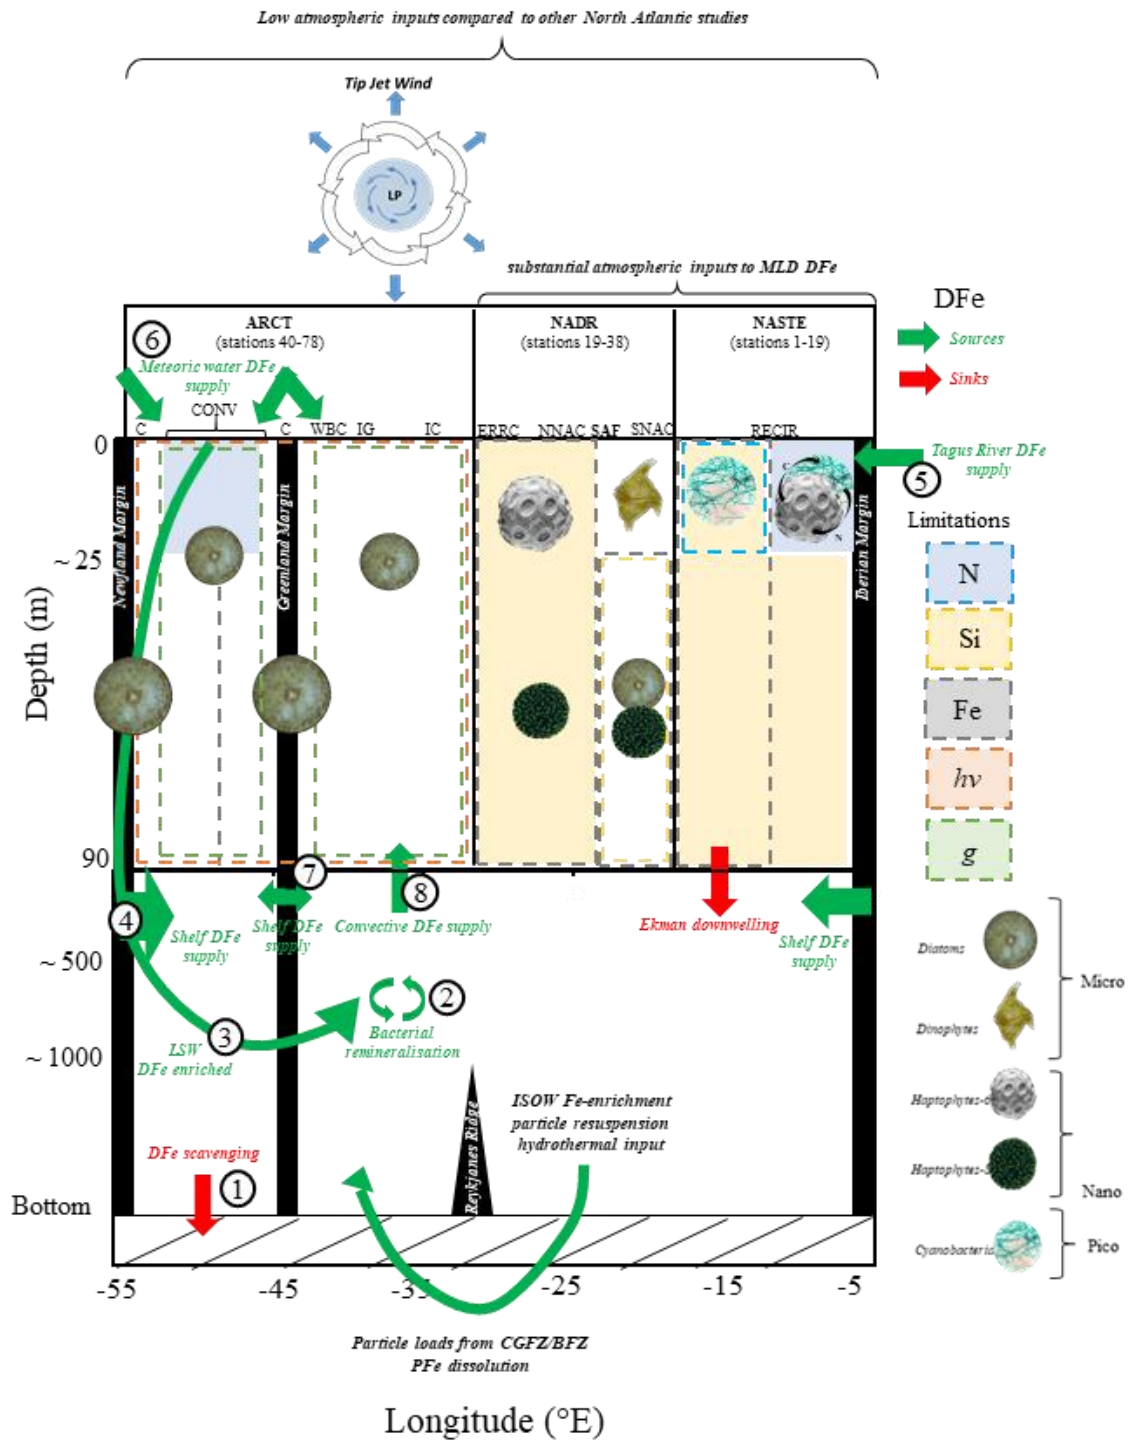 Low atmospheric inputs compared to other North Atlantic studies
Tip Jet Wind
LP
substantial atmospheric inputs to MLD DFe
ARCT
(stations 40-78)
NADR
(stations 19-38)
NASTE
(stations 1-19)
DFe
Sources
Sinks
6
Meteoric water DFe
supply
CONV
C
C
WBC
IG
IC
ERRC
NNAC
SAF
SNAC
RECIR
0
Tagus River DFe
supply
5
C
N
Limitations
N
Si
Fe
hv
g
~ 25
Newfland Margin
Greenland Margin
Iberian Margin
Depth (m)
90
7
8
4
Shelf DFe
supply
Shelf DFe
supply
Convective DFe supply
Ekman downwelling
Shelf DFe
supply
~ 500
2
Bacterial
remineralisation
3
LSW
DFe enriched
~ 1000
ISOW Fe-enrichment
particle resuspension
hydrothermal input
Reykjanes Ridge
DFe scavenging
1
Bottom
Diatoms
Dinophytes
Micro
Haptophytes-
Haptophytes-
Nano
Cyanobacteria
Pico
-55
-45
-35
-25
-15
-5
Particle loads from CGFZ/BFZ
PFe dissolution
Longitude (°E)